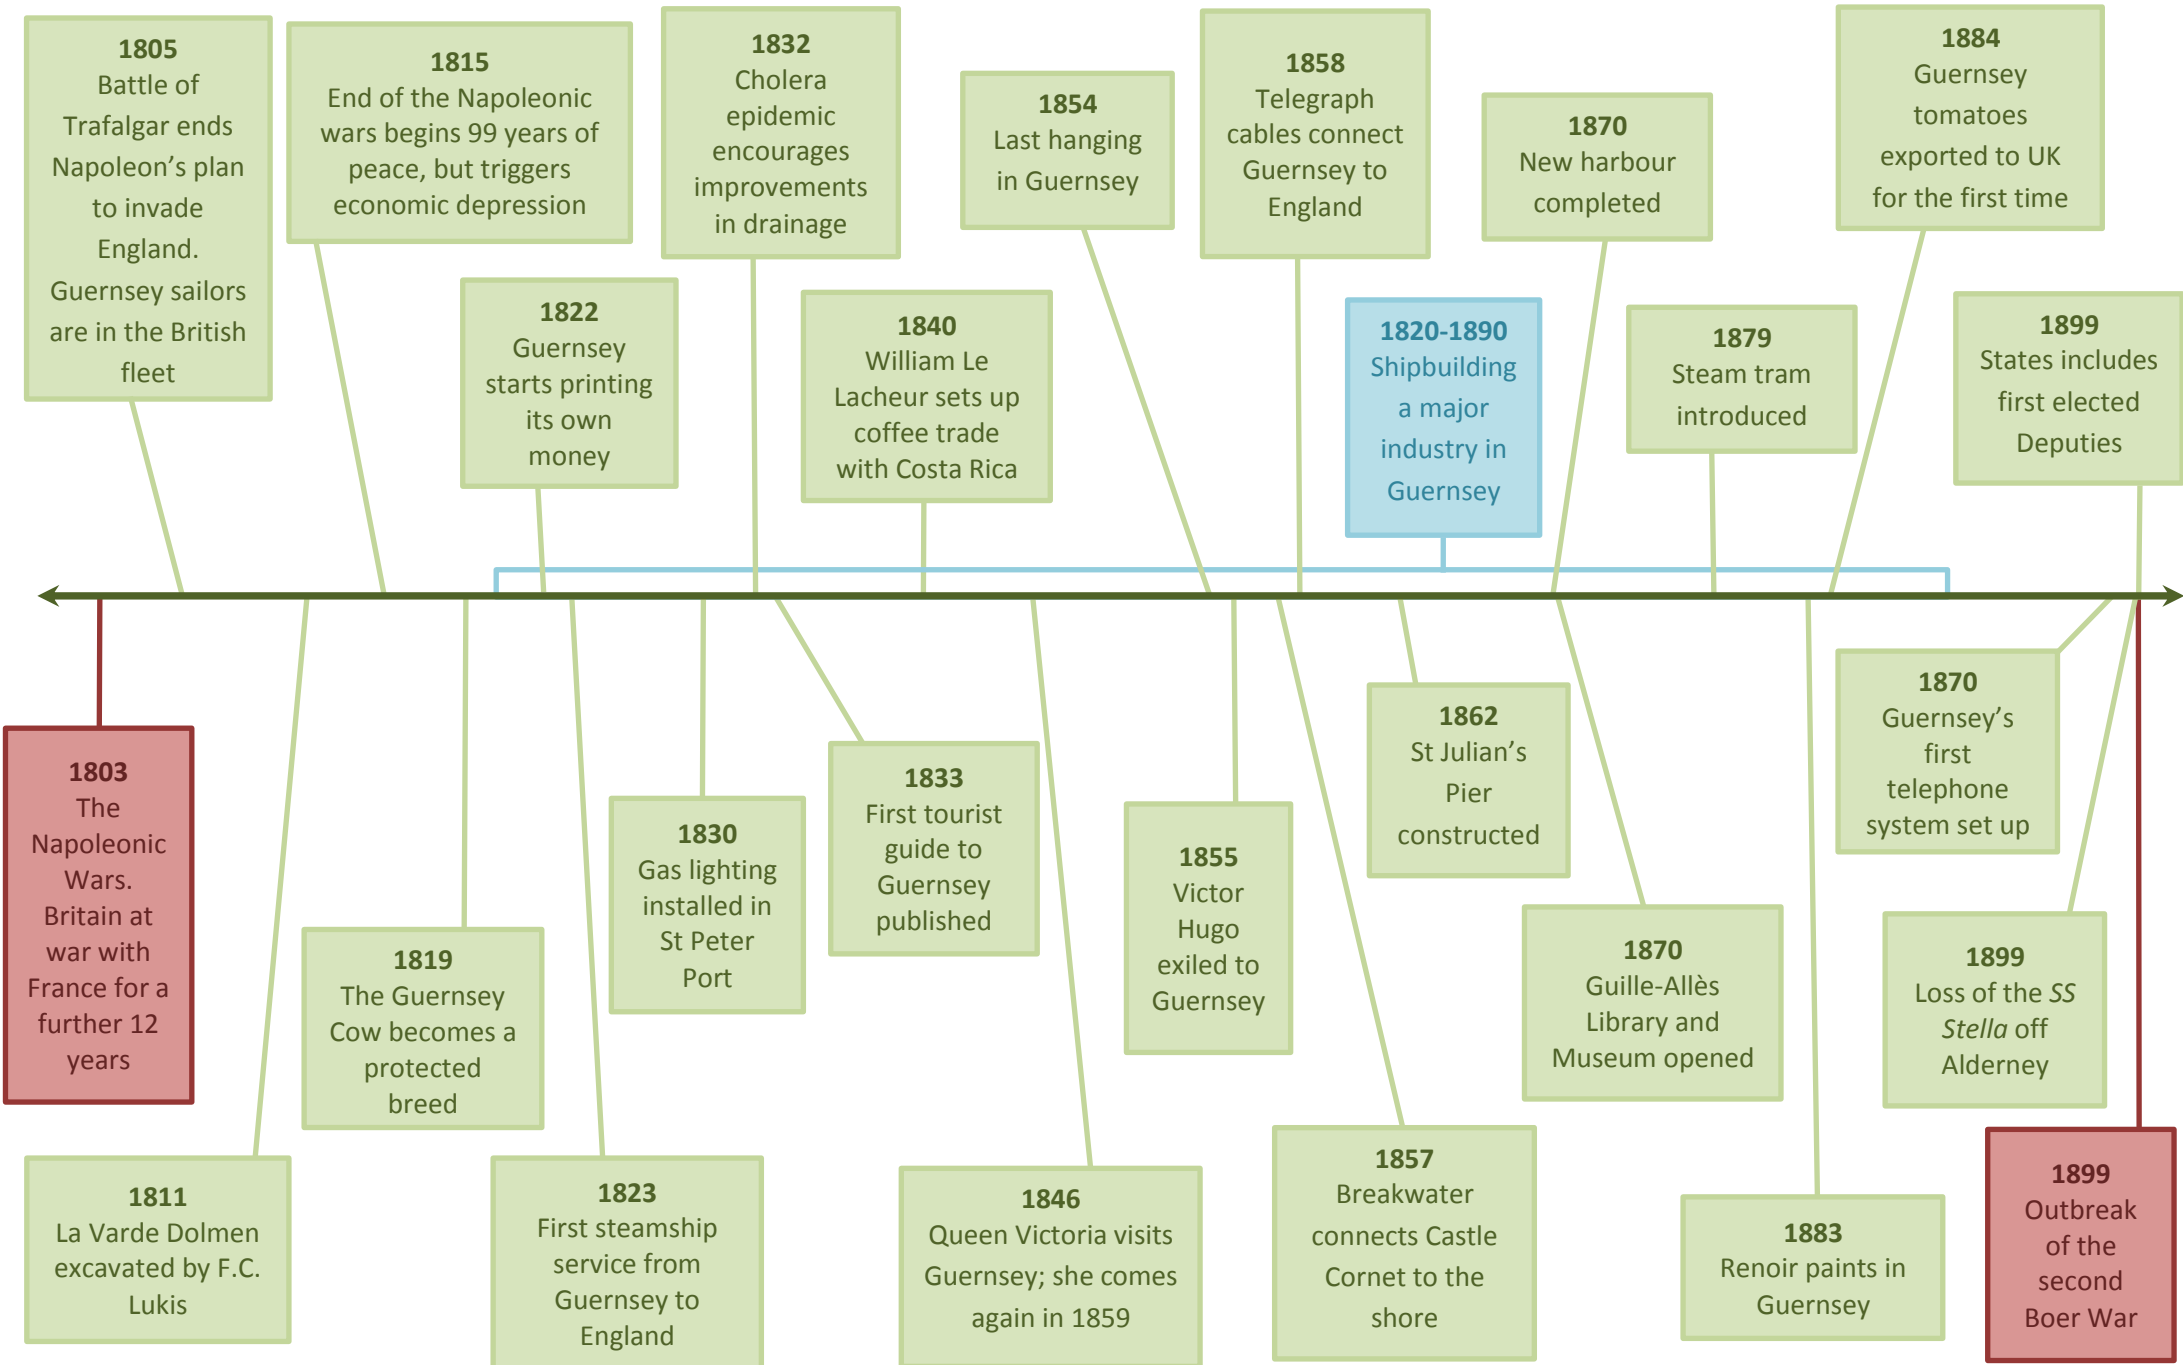 1805
Battle of
Trafalgar ends
Napoleon’s plan
to invade
England.
Guernsey sailors
are in the British
fleet
1815
End of the Napoleonic
wars begins 99 years of
peace, but triggers
economic depression
1832
Cholera
epidemic
encourages
improvements
in drainage
1854
Last hanging
in Guernsey
1858
Telegraph
cables connect
Guernsey to
England
1870
New harbour
completed
1884
Guernsey
tomatoes
exported to UK
for the first time
1822
Guernsey
starts printing
its own
money
1840
William Le
Lacheur sets up
coffee trade
with Costa Rica
1820-1890
Shipbuilding
a major
industry in
Guernsey
1879
Steam tram
introduced
1899
States includes
first elected
Deputies
1803
The
Napoleonic
Wars.
Britain at
war with
France for a
further 12
years
1819
The Guernsey
Cow becomes a
protected
breed
1830
Gas lighting
installed in
St Peter
Port
1833
First tourist
guide to
Guernsey
published
1855
Victor
Hugo
exiled to
Guernsey
1862
St Julian’s
Pier
constructed
1870
Guille-Allès
Library and
Museum opened
1870
Guernsey’s
first
telephone
system set up
1899
Loss of the SS
Stella off
Alderney
1811
La Varde Dolmen
excavated by F.C.
Lukis
1823
First steamship
service from
Guernsey to
England
1846
Queen Victoria visits
Guernsey; she comes
again in 1859
1857
Breakwater
connects Castle
Cornet to the
shore
1883
Renoir paints in
Guernsey
1899
Outbreak
of the
second
Boer War